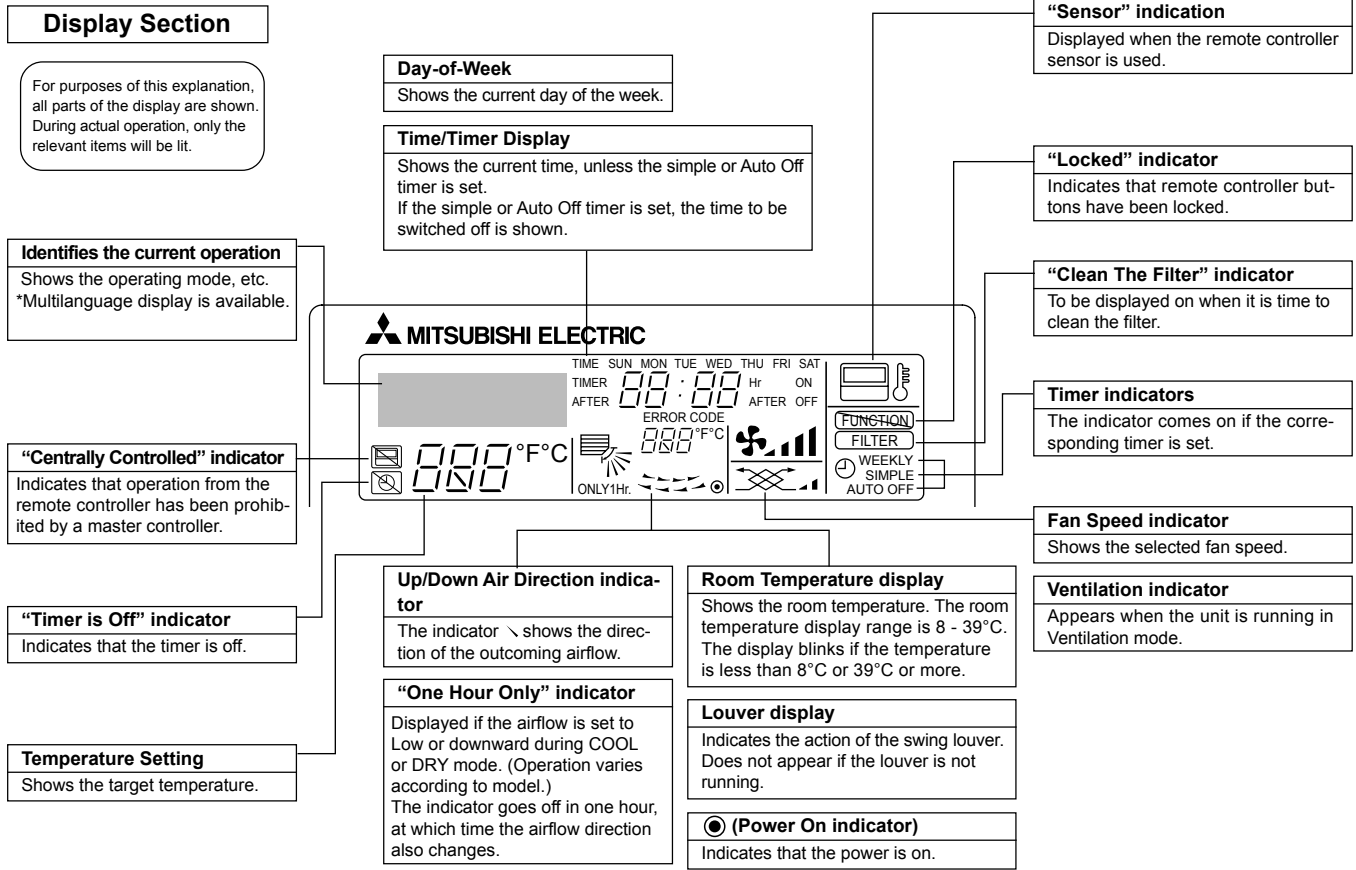 Display Section
For purposes of this explanation,
all parts of the display are shown.
During actual operation, only the
relevant items will be lit.
Identifies the current operation
Shows the operating mode, etc.
*Multilanguage display is available.
“Centrally Controlled” indicator
Indicates that operation from the
remote controller has been prohib-
ited by a master controller.
“Timer is Off” indicator
Indicates that the timer is off.
Temperature Setting
Shows the target temperature.
Day-of-Week
Shows the current day of the week.
Time/Timer Display
Shows the current time, unless the simple or Auto Off
timer is set.
If the simple or Auto Off timer is set, the time to be
switched off is shown.
MITSUBISHI ELECTRIC
TIME SUN MON TUE WED THU FRI SAT
TIMER 88:88 Hr ON
AFTER AFTER OFF
ERROR CODE
888 °F°C
888 °F°C
ONLY1Hr.
FUNCTION
FILTER
WEEKLY
SIMPLE
AUTO OFF
Up/Down Air Direction indica-
tor
The indicator shows the direc-
tion of the outcoming airflow.
“One Hour Only” indicator
Displayed if the airflow is set to
Low or downward during COOL
or DRY mode. (Operation varies
according to model.)
The indicator goes off in one hour,
at which time the airflow direction
also changes.
Room Temperature display
Shows the room temperature. The room
temperature display range is 8 - 39°C.
The display blinks if the temperature
is less than 8°C or 39°C or more.
Louver display
Indicates the action of the swing louver.
Does not appear if the louver is not
running.
(Power On indicator)
Indicates that the power is on.
“Sensor” indication
Displayed when the remote controller
sensor is used.
“Locked” indicator
Indicates that remote controller but-
tons have been locked.
“Clean The Filter” indicator
To be displayed on when it is time to
clean the filter.
Timer indicators
The indicator comes on if the corre-
sponding timer is set.
Fan Speed indicator
Shows the selected fan speed.
Ventilation indicator
Appears when the unit is running in
Ventilation mode.